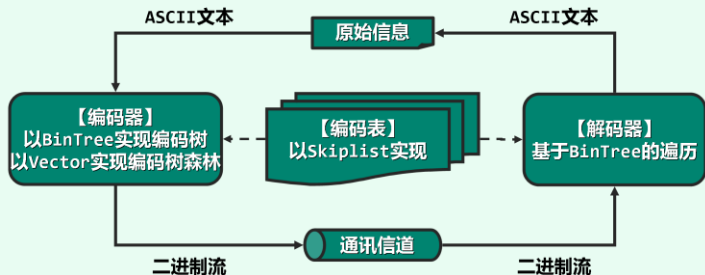 ASCII文本
原始信息
ASCII文本
【编码器】
以BinTree实现编码树
以Vector实现编码树森林
【编码表】
以Skiplist实现
【解码器】
基于BinTree的遍历
二进制流
通讯信道
二进制流